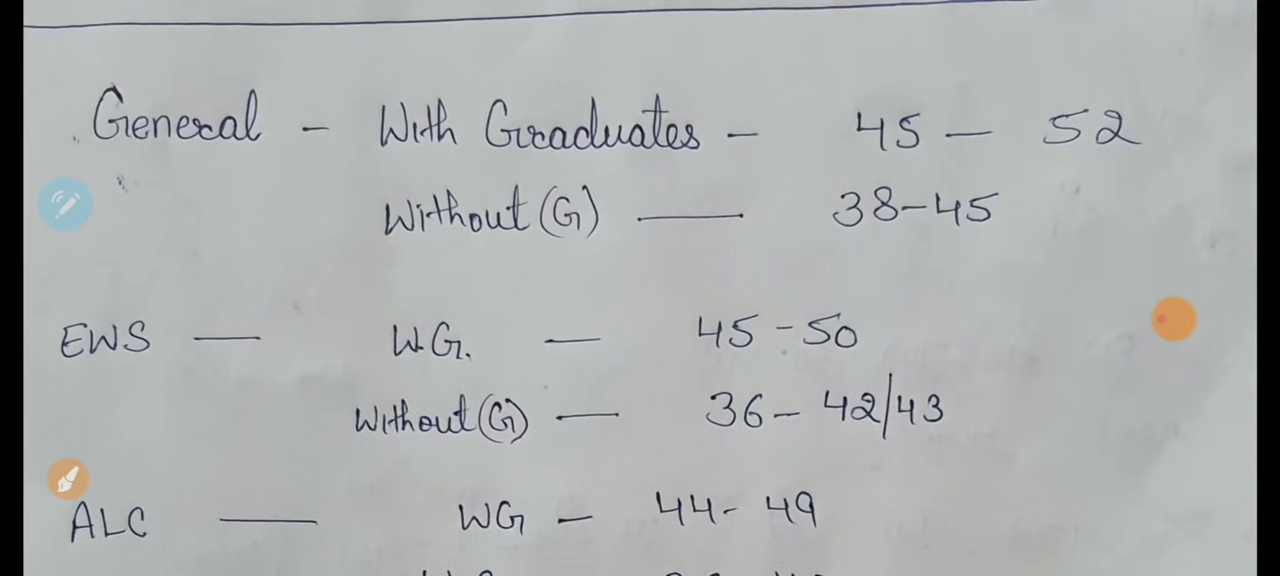 General - With Graduates - 45 - 52
Without (G) — 38-45
EWS — W.G. — 45-50
Without (G) — 36- 42/43
ALC — WG - 44- 49